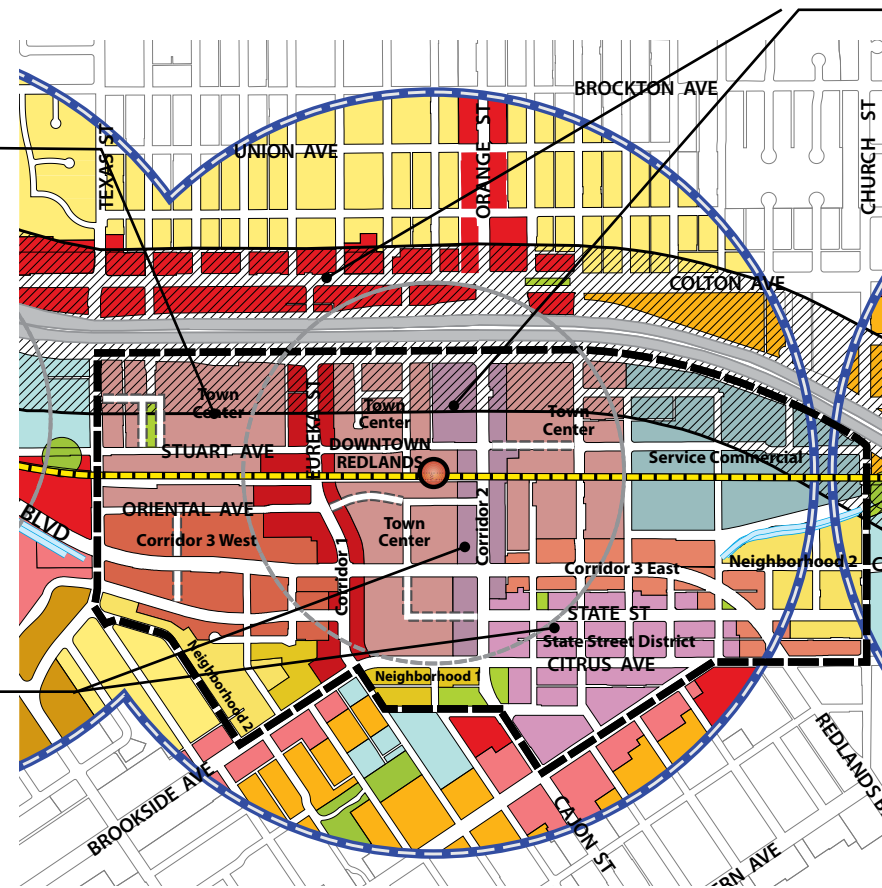 BROCKTON AVE
CHURCH ST
TEXAS ST
UNION AVE
ORANGE ST
COLTON AVE
Town
Center
EUREKA ST
Town
Center
Town
Center
STUART AVE
DOWNTOWN
REDLANDS
Service Commercial
ORIENTAL AVE
BLVD
Corridor 3 West
Town
Center
Corridor 2
Corridor 1
Corridor 3 East
Neighborhood 2
C
STATE ST
State Street District
CITRUS AVE
Neighborhood 2
Neighborhood 1
BROOKSIDE AVE
CAJON ST
REDLANDS B
ERN AVE